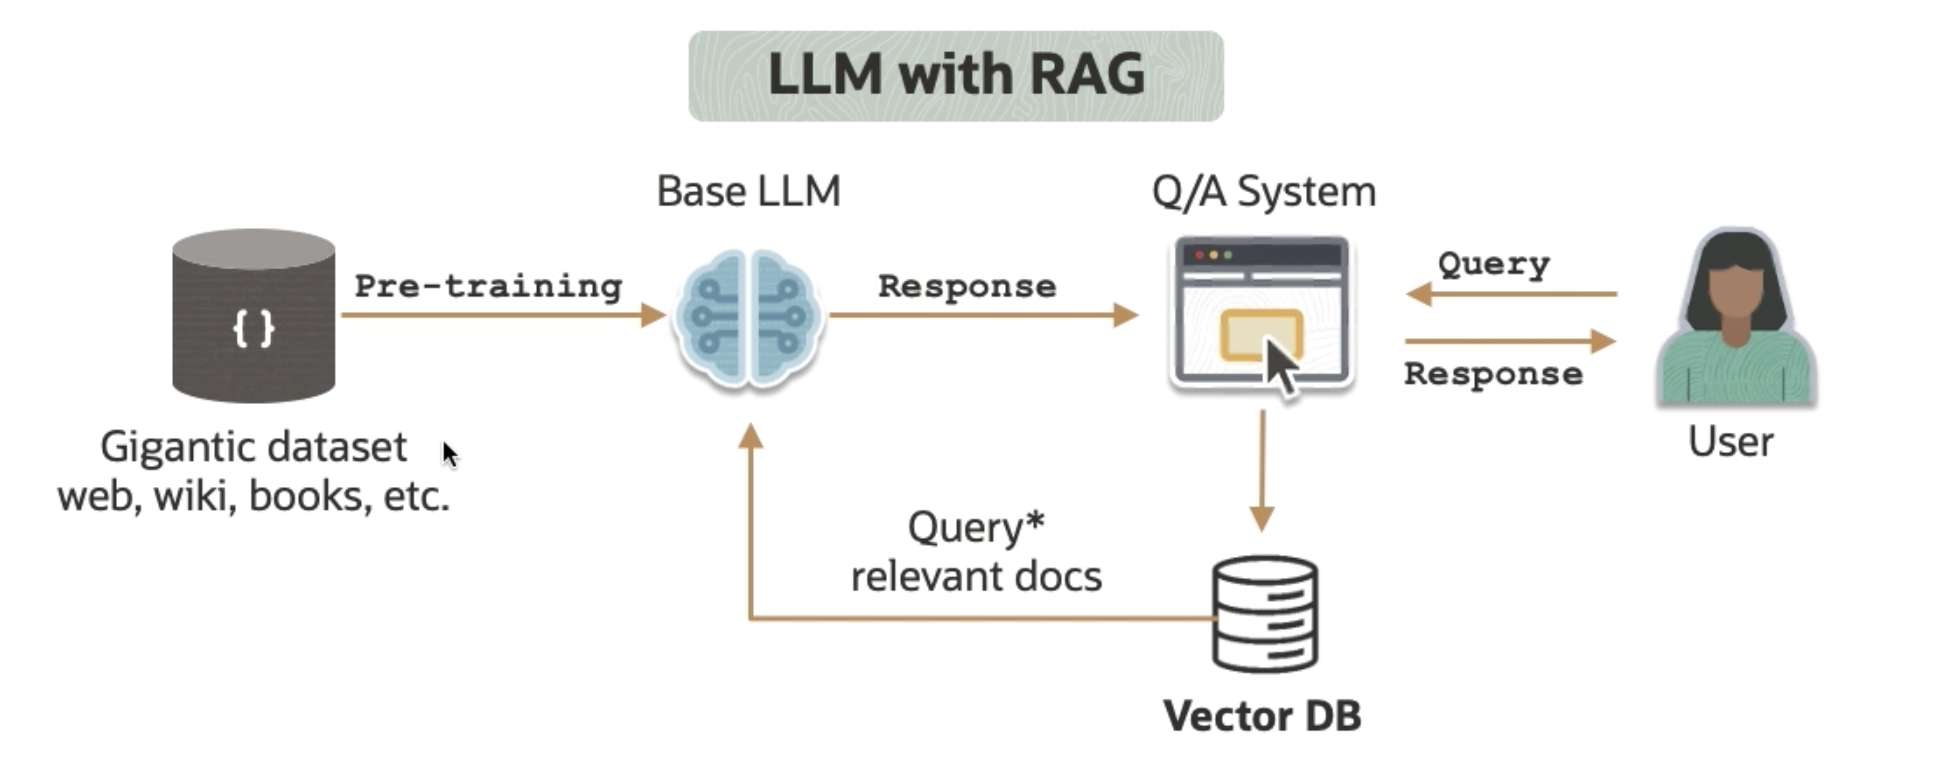 LLM with RAG
Base LLM
Q/A System
Pre-training
Response
Query
Response
{ }
Gigantic dataset
web, wiki, books, etc.
User
Query*
relevant docs
Vector DB